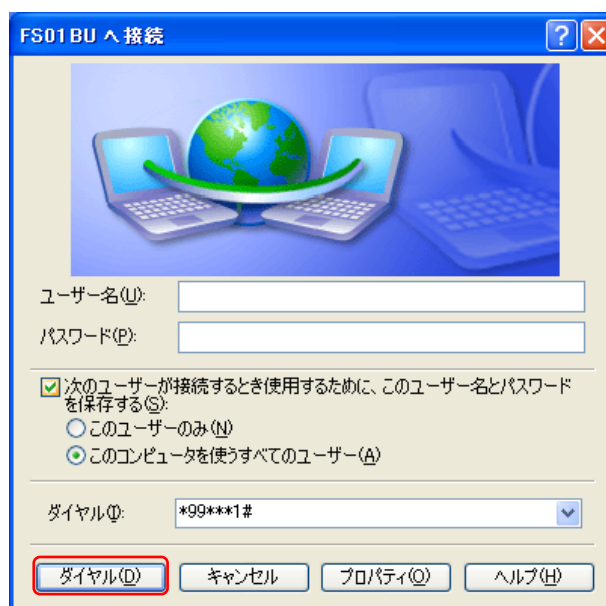 FS01BU へ接続
ユーザー名(U):
パスワード(P):
次のユーザーが接続するとき使用するために、このユーザー名とパスワード
を保存する(S):
このユーザーのみ(N)
このコンピュータを使うすべてのユーザー(A)
ダイヤル(I): *99***1#
ダイヤル(D) キャンセル プロパティ(O) ヘルプ(H)